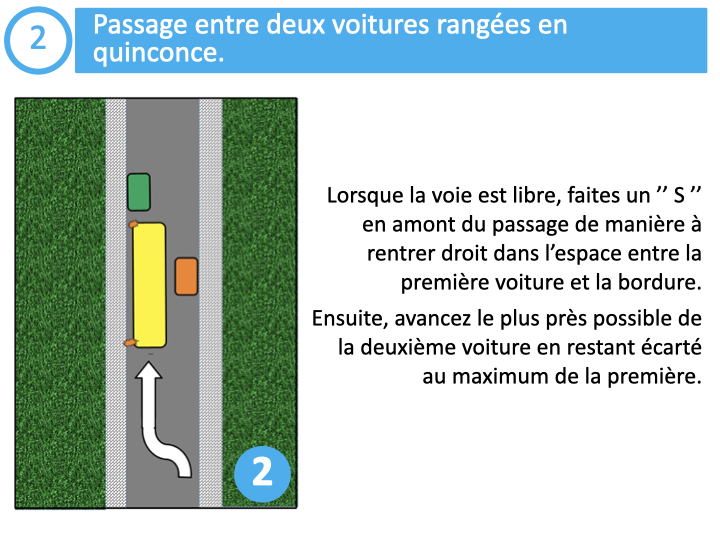 2
Passage entre deux voitures rangées en
quinconce.
Lorsque la voie est libre, faites un ’’ S ’’
en amont du passage de manière à
rentrer droit dans l’espace entre la
première voiture et la bordure.
Ensuite, avancez le plus près possible de
la deuxième voiture en restant écarté
au maximum de la première.
2